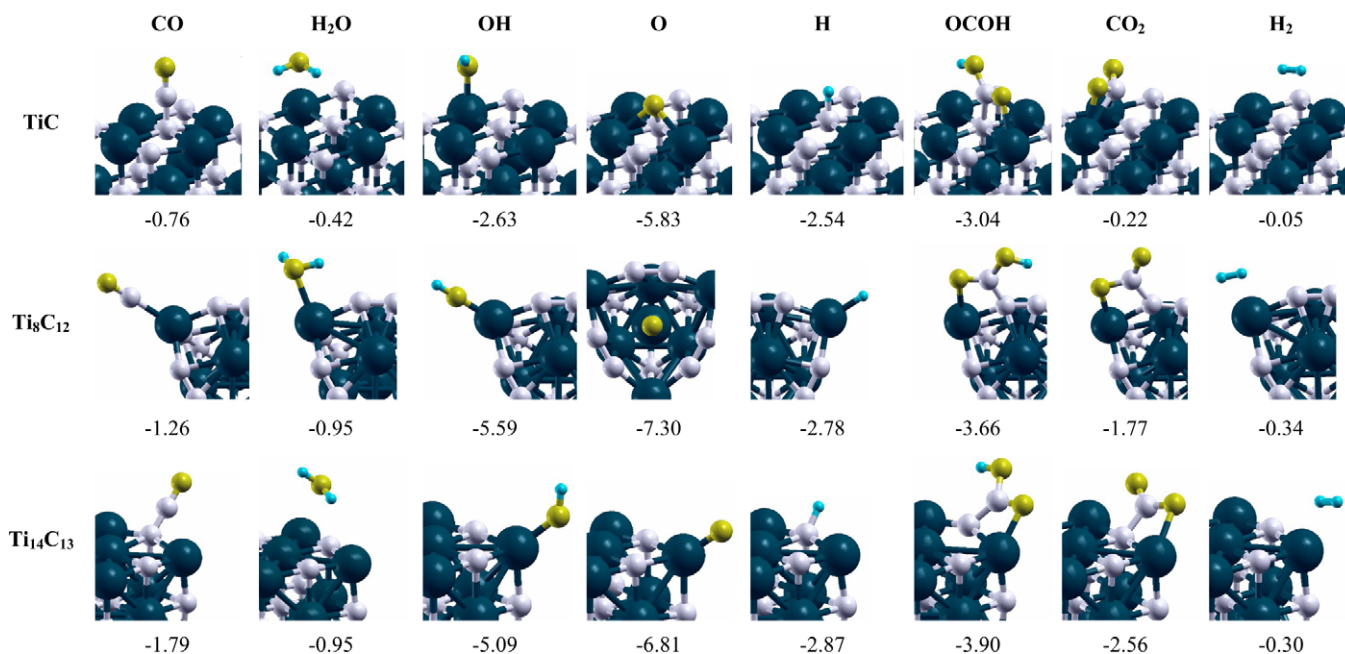 CO H₂O OH O H OCOH CO₂ H₂
TiC
-0.76 -0.42 -2.63 -5.83 -2.54 -3.04 -0.22 -0.05
Ti₈C₁₂
-1.26 -0.95 -5.59 -7.30 -2.78 -3.66 -1.77 -0.34
Ti₁₄C₁₃
-1.79 -0.95 -5.09 -6.81 -2.87 -3.90 -2.56 -0.30